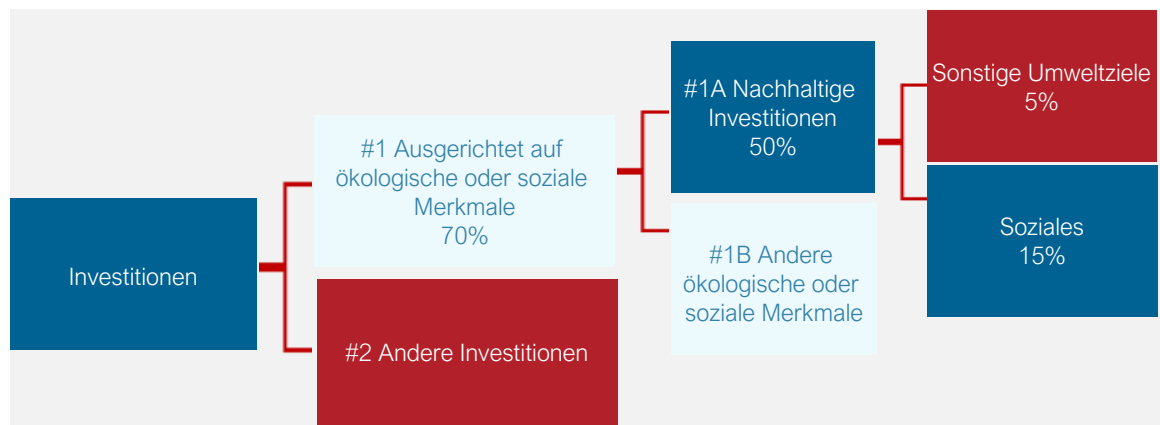 Investitionen
#1 Ausgerichtet auf
ökologische oder soziale
Merkmale
70%
#2 Andere Investitionen
#1A Nachhaltige
Investitionen
50%
#1B Andere
ökologische oder
soziale Merkmale
Sonstige Umweltziele
5%
Soziales
15%